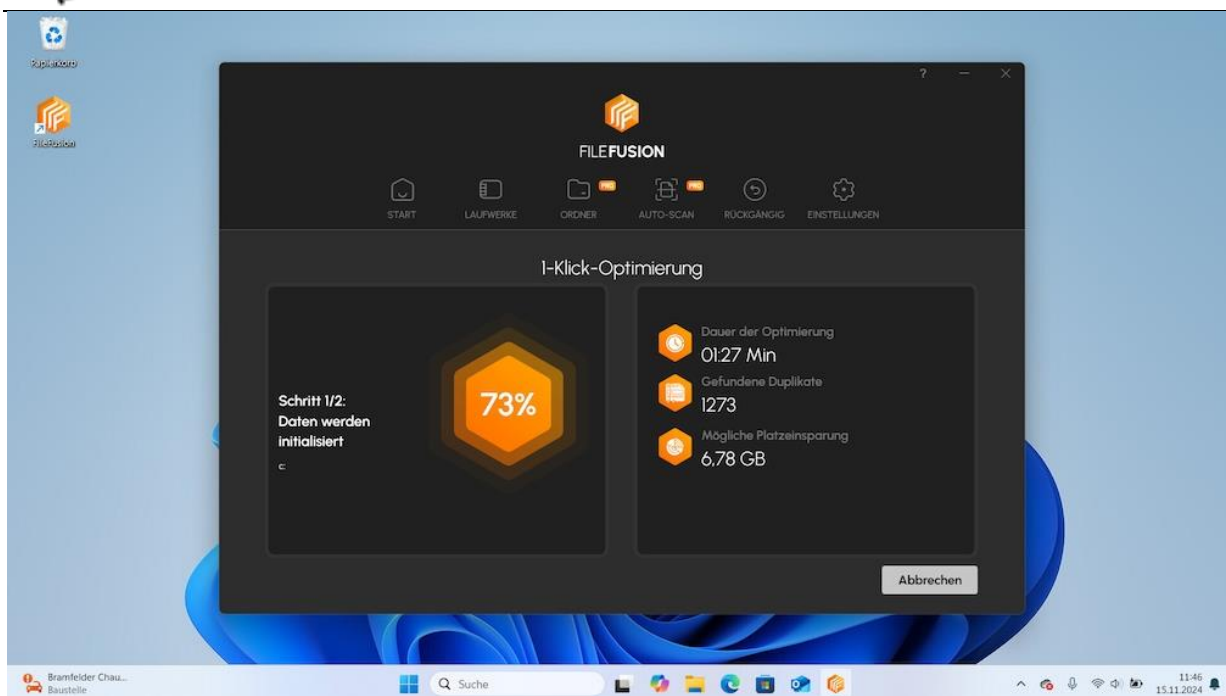 Papierkorb
FileFusion
?
FILEFUSION
START
LAUFWERKE
ORDNER
PRO
AUTO-SCAN
PRO
RÜCKGÄNGIG
EINSTELLUNGEN
1-Klick-Optimierung
Schritt 1/2:
Daten werden
initialisiert
c:
73%
Dauer der Optimierung
01:27 Min
Gefundene Duplikate
1273
Mögliche Platzeinsparung
6,78 GB
Abbrechen
Bramfelder Chau...
Baustelle
Suche
11:46
15.11.2024